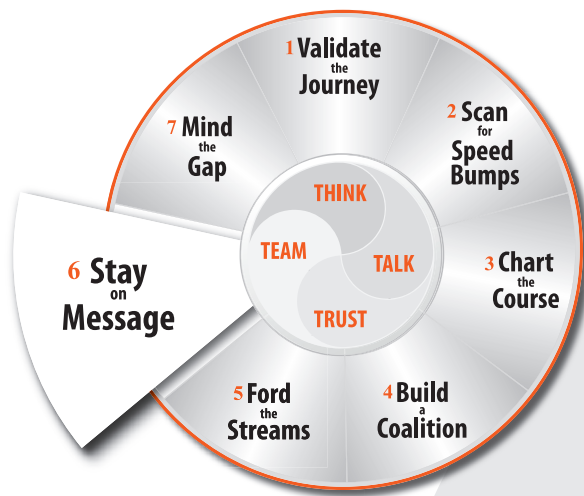 1 Validate
the
Journey
2 Scan
for
Speed
Bumps
3 Chart
the
Course
4 Build
a
Coalition
5 Ford
the
Streams
6 Stay
on
Message
7 Mind
the
Gap
THINK
TALK
TRUST
TEAM